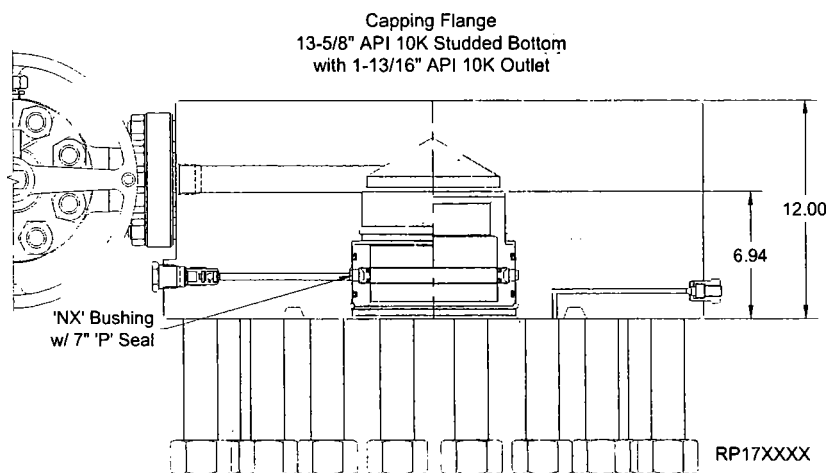 Capping Flange
13-5/8" API 10K Studded Bottom
with 1-13/16" API 10K Outlet
12.00
6.94
'NX' Bushing
w/ 7" 'P' Seal
RP17XXXX